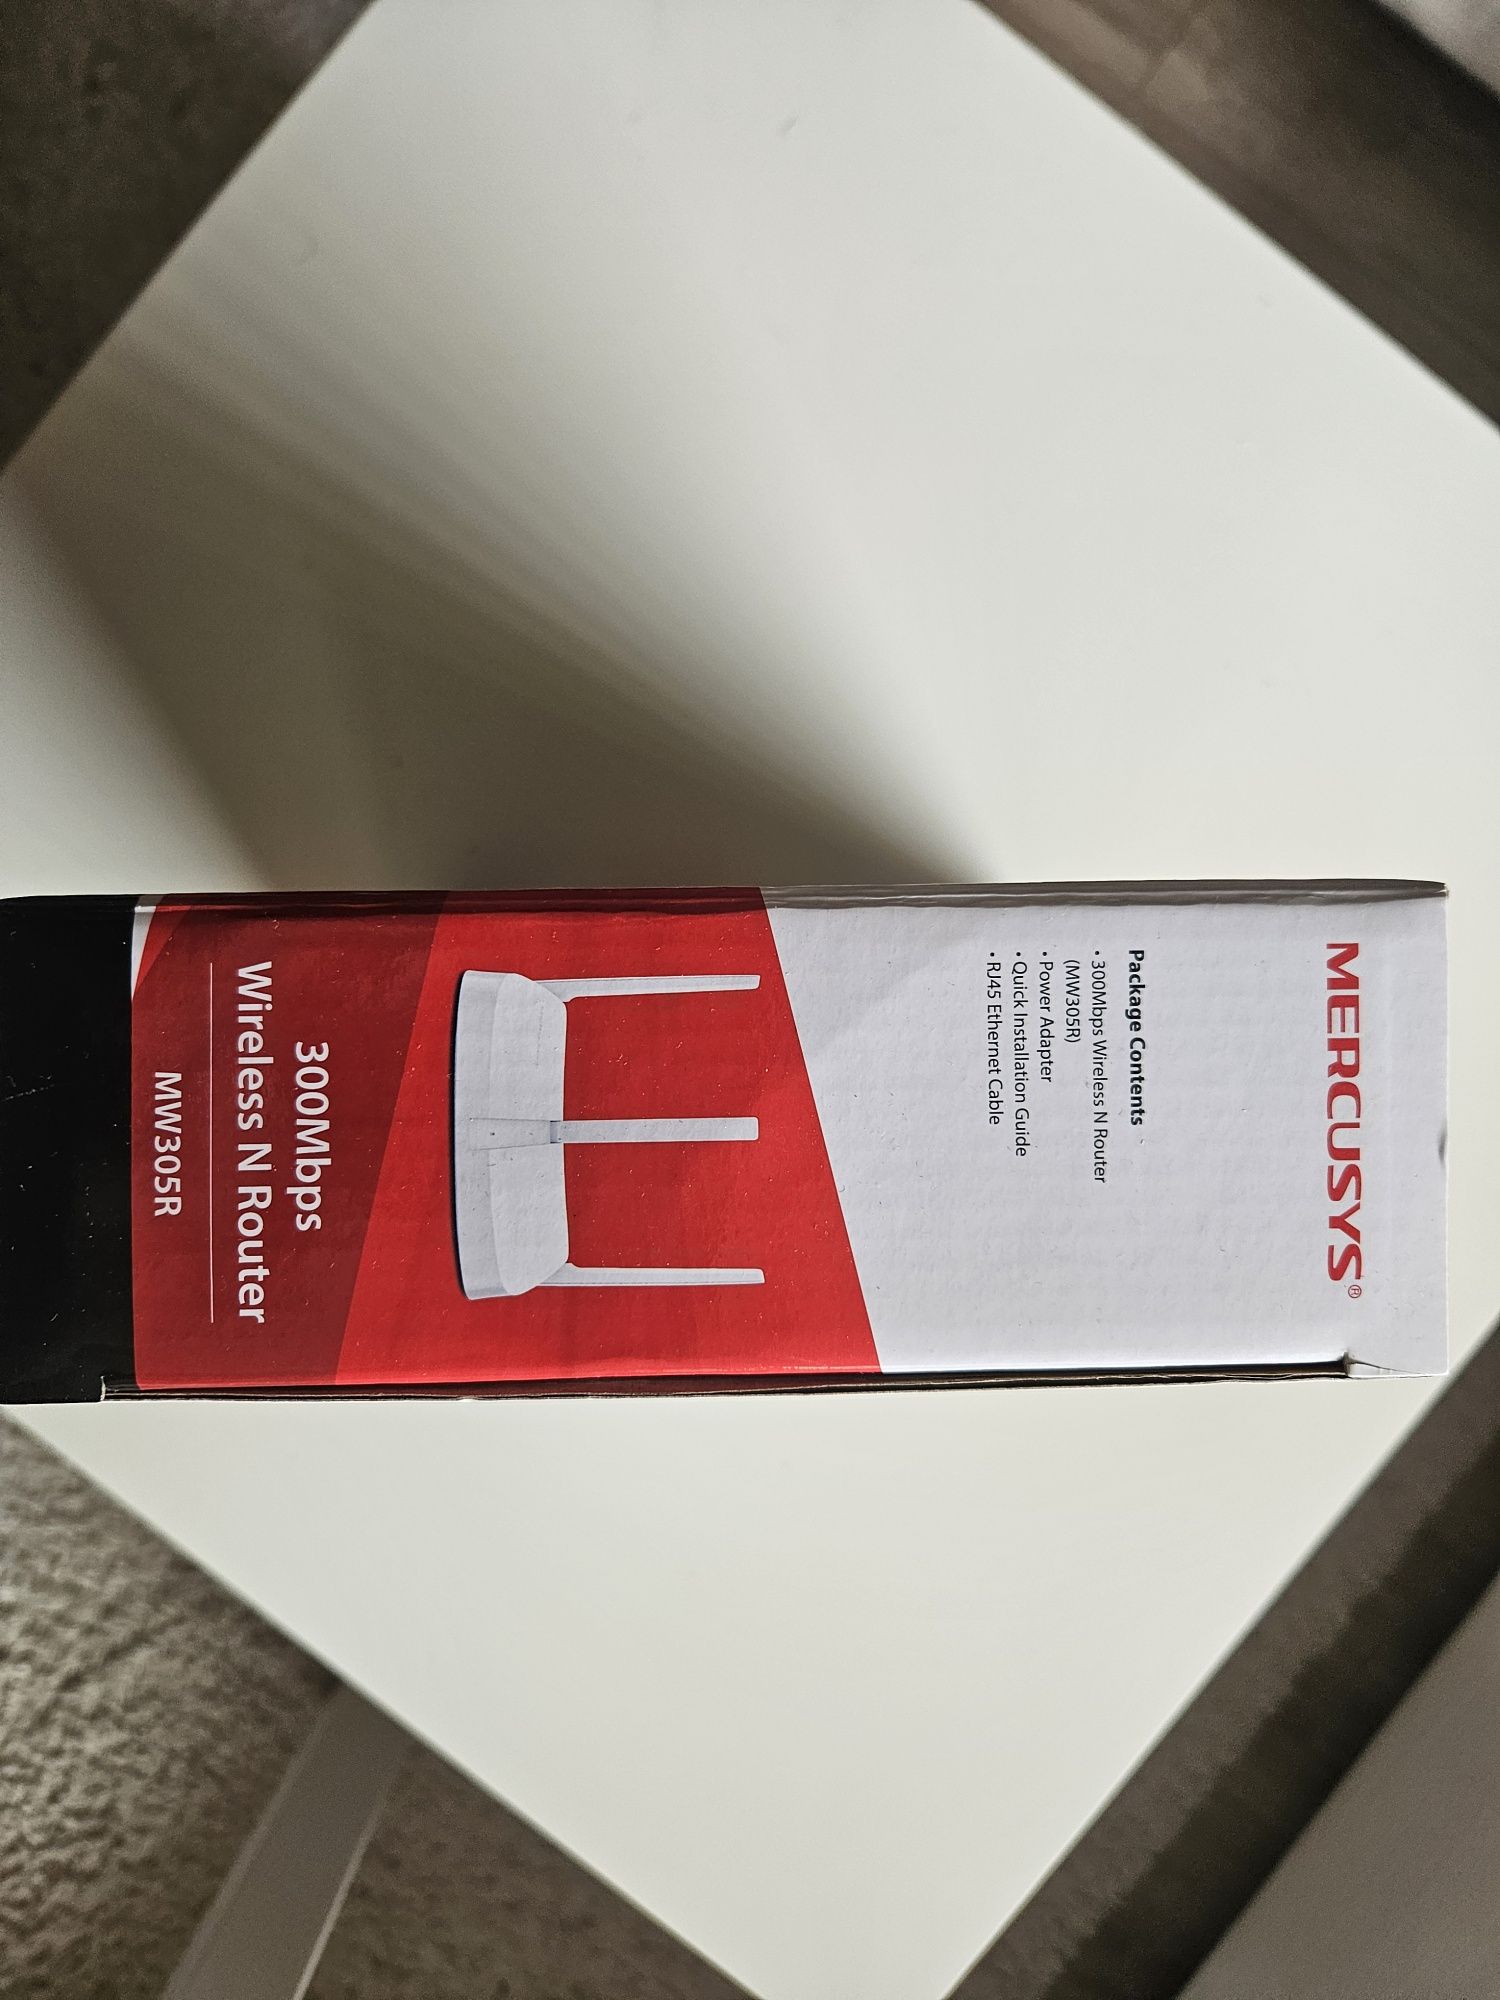 MERCUSYS®
Package Contents
• 300Mbps Wireless N Router
(MW305R)
• Power Adapter
• Quick Installation Guide
• RJ45 Ethernet Cable
300Mbps
Wireless N Router
MW305R